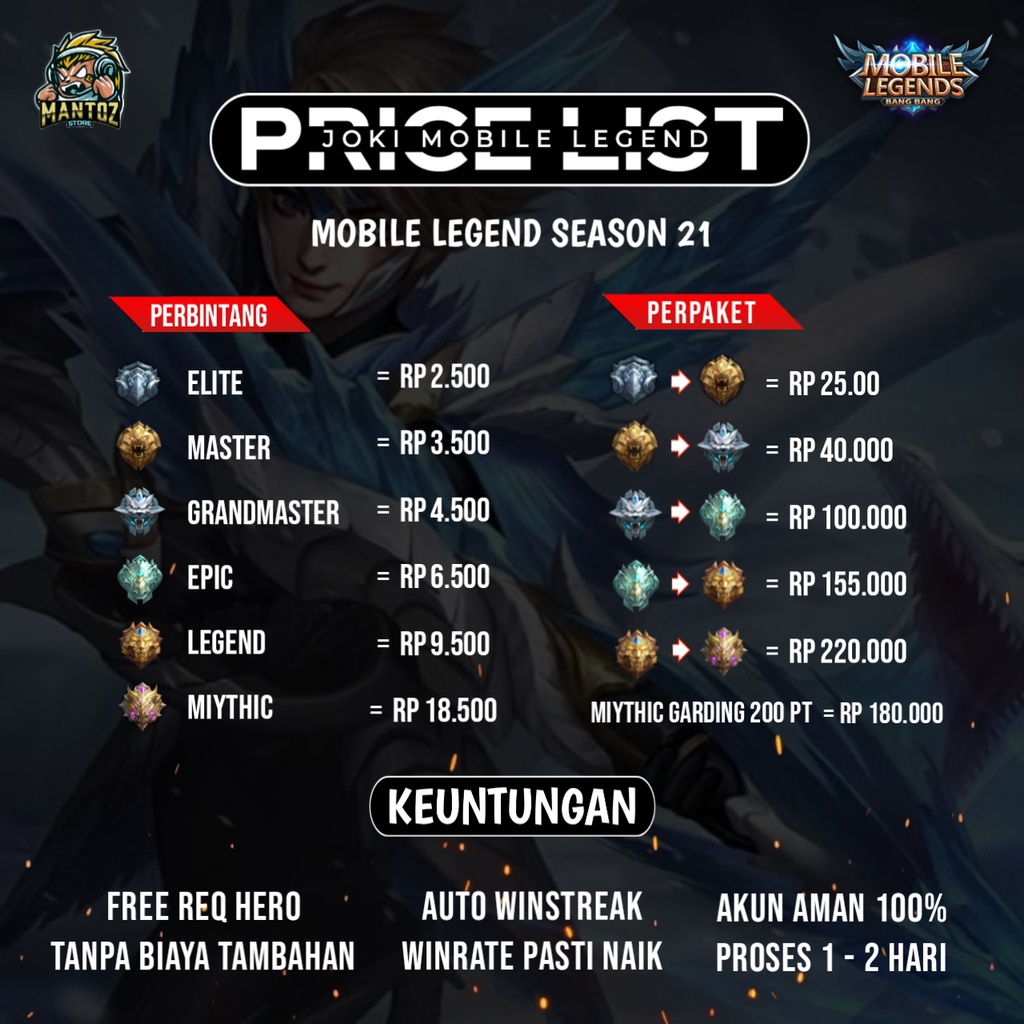 MANTOZ
STORE
MOBILE
LEGENDS
BANG BANG
PRICE LIST
JOKI MOBILE LEGEND
MOBILE LEGEND SEASON 21
PERBINTANG
ELITE = RP 2.500
MASTER = RP 3.500
GRANDMASTER = RP 4.500
EPIC = RP 6.500
LEGEND = RP 9.500
MIYTHIC = RP 18.500
PERPAKET
= RP 25.00
= RP 40.000
= RP 100.000
= RP 155.000
= RP 220.000
MIYTHIC GARDING 200 PT = RP 180.000
KEUNTUNGAN
FREE REQ HERO
TANPA BIAYA TAMBAHAN
AUTO WINSTREAK
WINRATE PASTI NAIK
AKUN AMAN 100%
PROSES 1 - 2 HARI